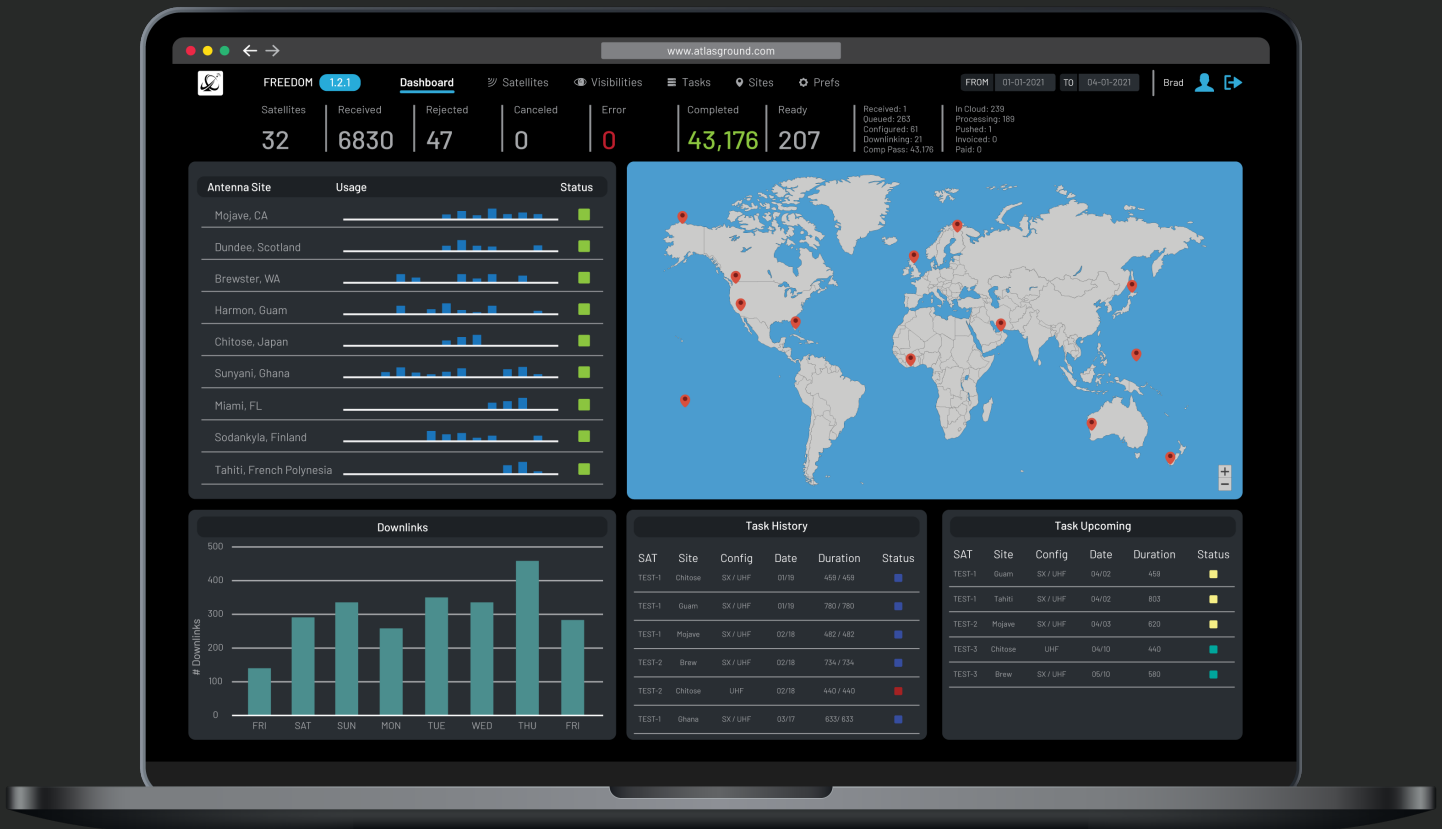 www.atlasground.com
FREEDOM 1.2.1 Dashboard Satellites Visibilities Tasks Sites Prefs FROM 01-01-2021 TO 04-01-2021 Brad
Satellites Received Rejected Canceled Error Completed Ready
32 6830 47 0 0 43,176 207
Received: 1
Queued: 263
Configured: 61
Downlinking: 21
Comp Pass: 43,176
In Cloud: 239
Processing: 189
Pushed: 1
Invoiced: 0
Paid: 0
Antenna Site Usage Status
Mojave, CA
Dundee, Scotland
Brewster, WA
Harmon, Guam
Chitose, Japan
Sunyani, Ghana
Miami, FL
Sodankyla, Finland
Tahiti, French Polynesia
+
−
Downlinks
# Downlinks
500
400
300
200
100
0
FRI SAT SUN MON TUE WED THU FRI
Task History
SAT Site Config Date Duration Status
TEST-1 Chitose SX / UHF 01/19 459 / 459
TEST-1 Guam SX / UHF 01/19 780 / 780
TEST-1 Mojave SX / UHF 02/18 482 / 482
TEST-2 Brew SX / UHF 02/18 734 / 734
TEST-2 Chitose UHF 02/18 440 / 440
TEST-1 Ghana SX / UHF 03/17 633/ 633
Task Upcoming
SAT Site Config Date Duration Status
TEST-1 Guam SX / UHF 04/02 459
TEST-1 Tahiti SX / UHF 04/02 803
TEST-2 Mojave SX / UHF 04/03 620
TEST-3 Chitose UHF 04/10 440
TEST-3 Brew SX / UHF 05/10 580